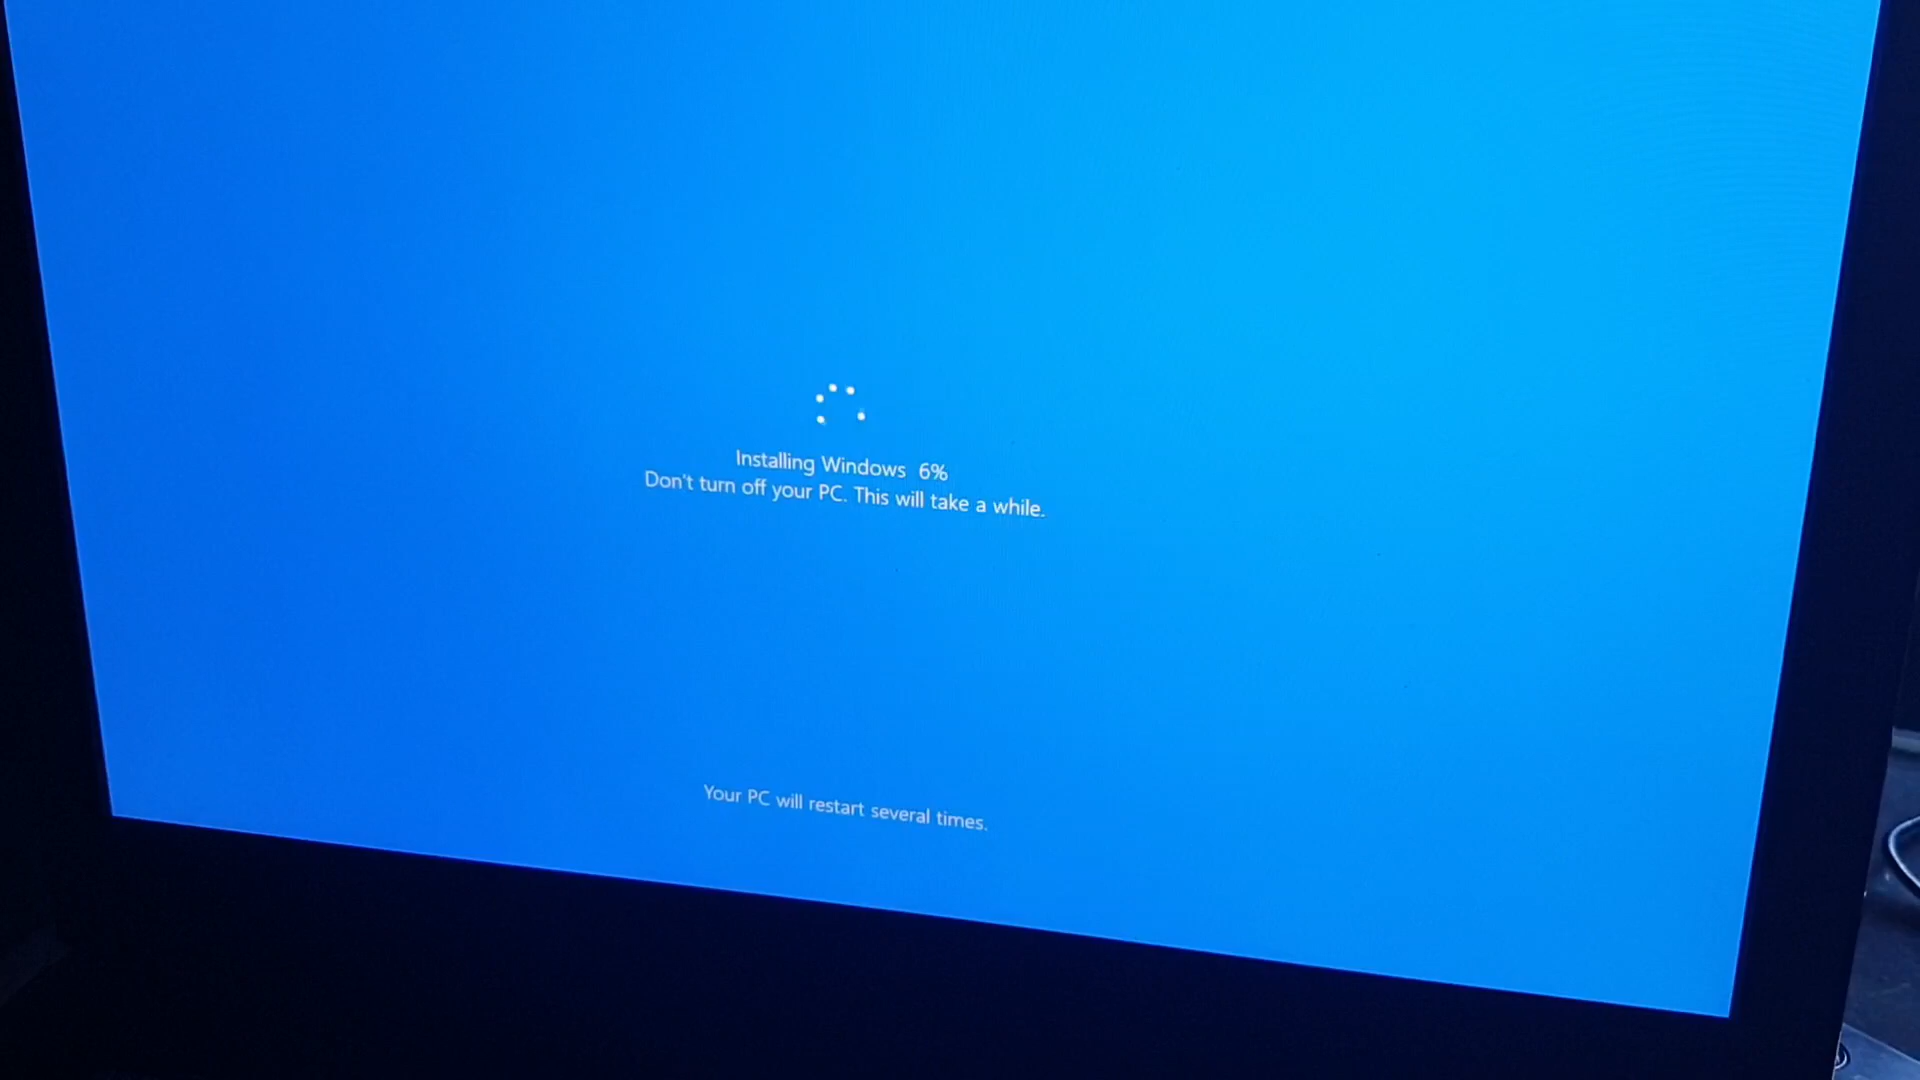 Installing Windows 6%
Don't turn off your PC. This will take a while.
Your PC will restart several times.